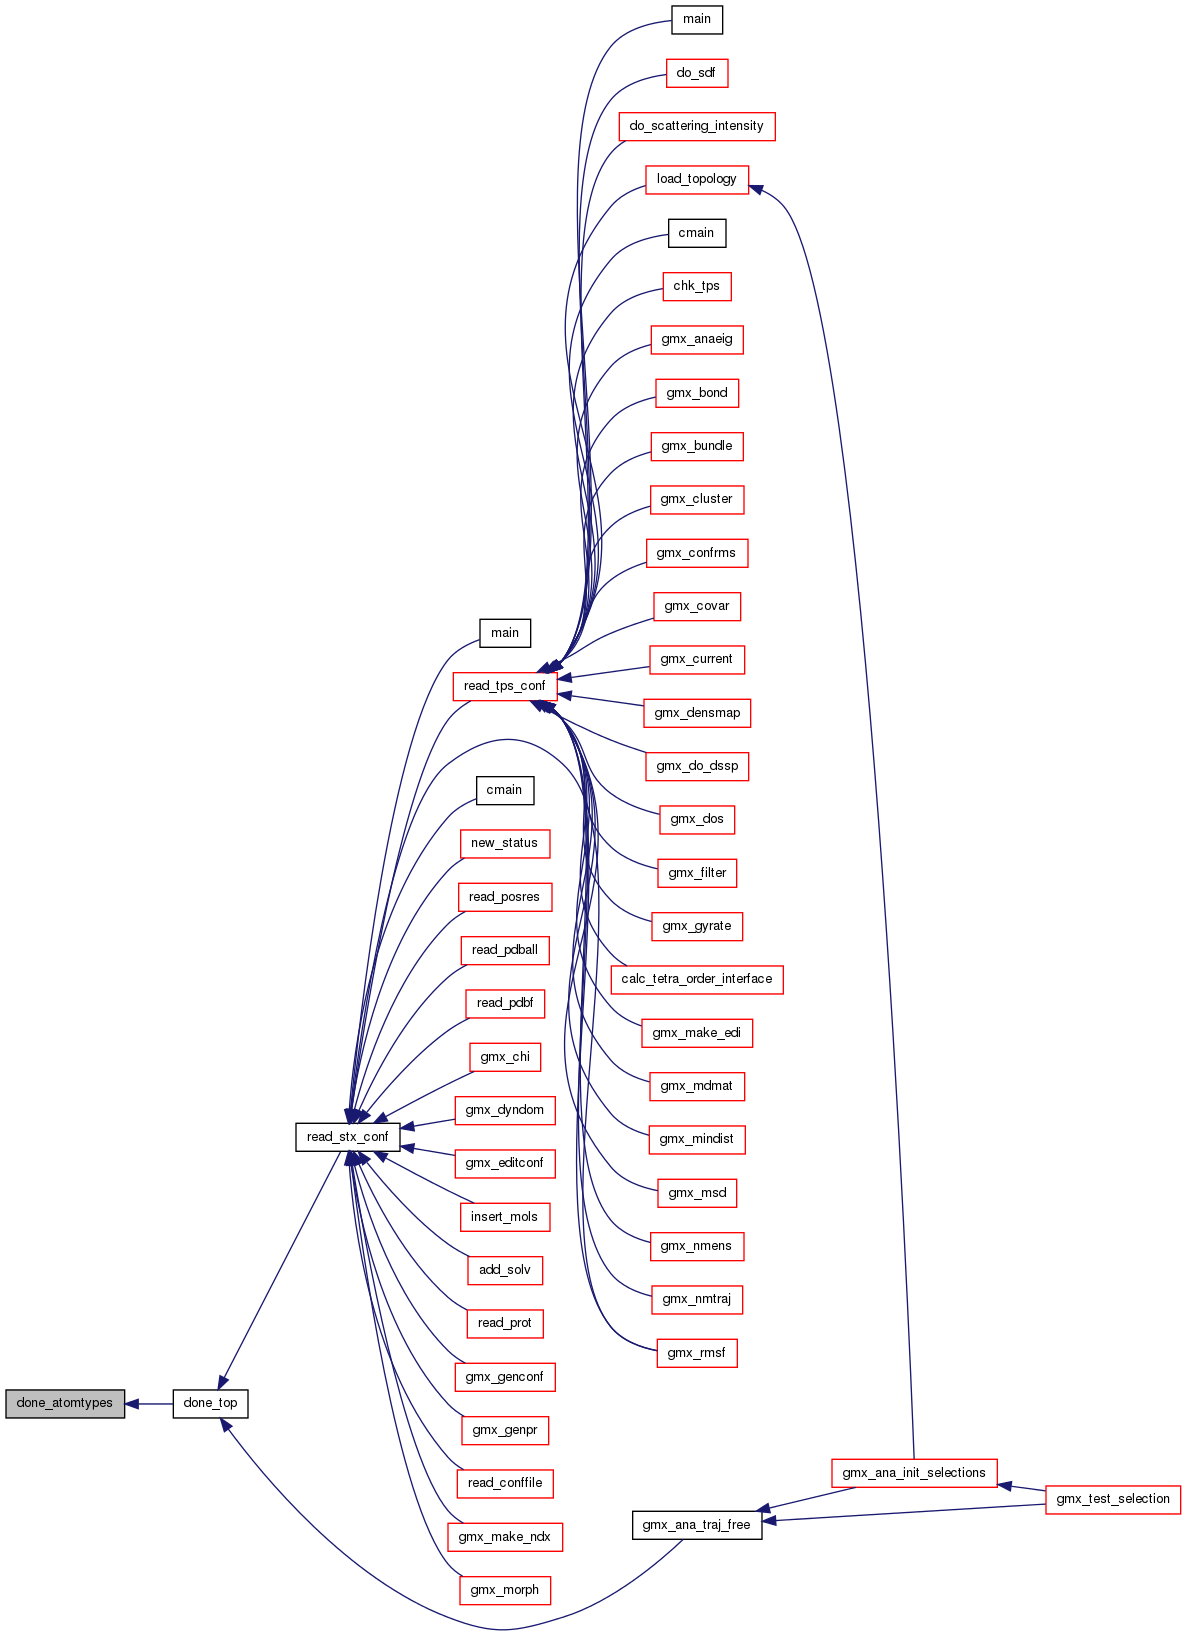 main
do_sdf
do_scattering_intensity
load_topology
cmain
chk_tps
gmx_anaeig
gmx_bond
gmx_bundle
gmx_cluster
gmx_confrms
gmx_covar
main
gmx_current
read_tps_conf
gmx_densmap
gmx_do_dssp
cmain
gmx_dos
new_status
gmx_filter
read_posres
gmx_gyrate
read_pdball
calc_tetra_order_interface
read_pdbf
gmx_make_edi
gmx_chi
gmx_mdmat
gmx_dyndom
read_stx_conf
gmx_mindist
gmx_editconf
gmx_msd
insert_mols
gmx_nmens
add_solv
gmx_nmtraj
read_prot
gmx_rmsf
gmx_genconf
done_atomtypes
done_top
gmx_genpr
gmx_ana_init_selections
read_conffile
gmx_test_selection
gmx_ana_traj_free
gmx_make_ndx
gmx_morph